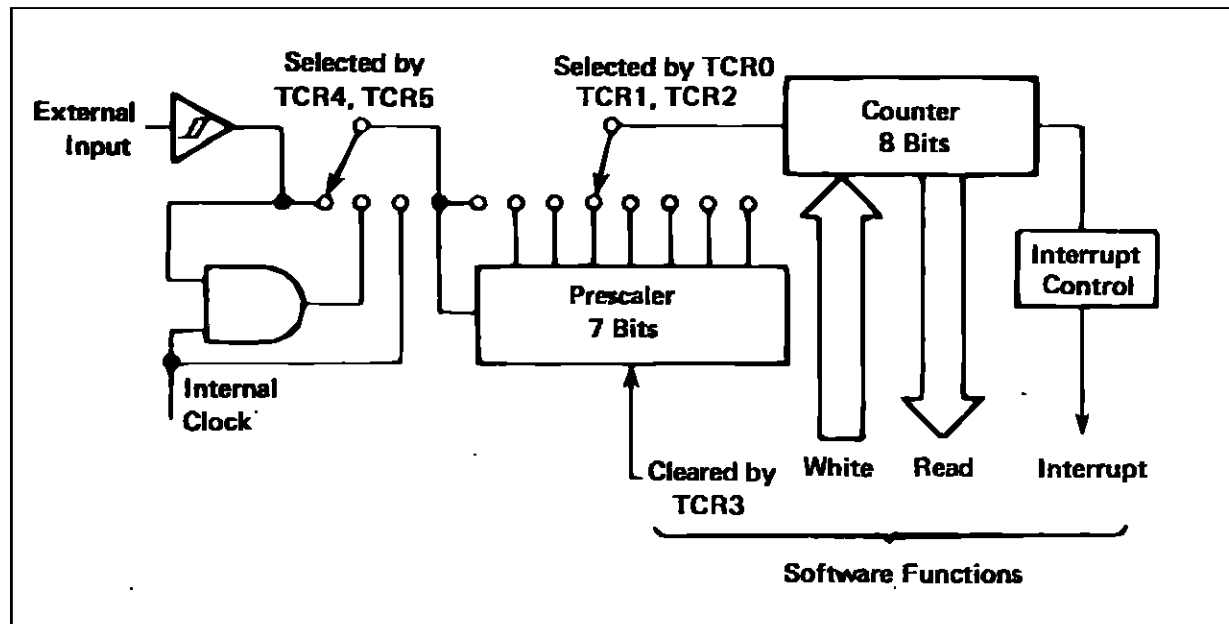 Selected by
TCR4, TCR5
Selected by TCR0
TCR1, TCR2
External
Input
Counter
8 Bits
Interrupt
Control
Prescaler
7 Bits
Internal
Clock
Cleared by
TCR3
White
Read
Interrupt
Software Functions